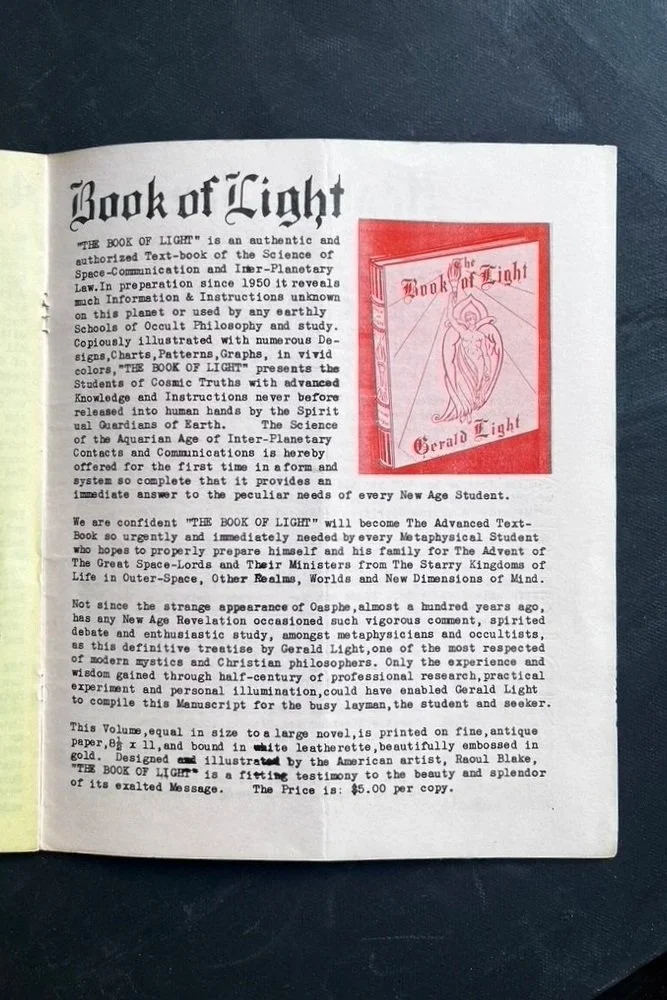 Book of Light
"THE BOOK OF LIGHT" is an authentic and
authorized Text-book of the Science of
Space-Communication and Inter-Planetary
Law.In preparation since 1950 it reveals
much Information & Instructions unknown
on this planet or used by any earthly
Schools of Occult Philosophy and study.
Copiously illustrated with numerous De-
signs,Charts,Patterns,Graphs, in vivid
colors,"THE BOOK OF LIGHT" presents the
Students of Cosmic Truths with advanced
Knowledge and Instructions never before
released into human hands by the Spirit
ual Guardians of Earth. The Science
of the Aquarian Age of Inter-Planetary
Contacts and Communications is hereby
offered for the first time in a form and
system so complete that it provides an
immediate answer to the peculiar needs of every New Age Student.
The
Book of Light
Gerald Light
We are confident "THE BOOK OF LIGHT" will become The Advanced Text-
Book so urgently and immediately needed by every Metaphysical Student
who hopes to properly prepare himself and his family for The Advent of
The Great Space-Lords and Their Ministers from The Starry Kingdoms of
Life in Outer-Space, Other Realms, Worlds and New Dimensions of Mind.
Not since the strange appearance of Oasphe,almost a hundred years ago,
has any New Age Revelation occasioned such vigorous comment, spirited
debate and enthusiastic study, amongst metaphysicians and occultists,
as this definitive treatise by Gerald Light,one of the most respected
of modern mystics and Christian philosophers. Only the experience and
wisdom gained through half-century of professional research,practical
experiment and personal illumination,could have enabled Gerald Light
to compile this Manuscript for the busy layman,the student and seeker.
This Volume,equal in size to a large novel,is printed on fine,antique
paper,8½ x 11,and bound in white leatherette,beautifully embossed in
gold. Designed and illustrated by the American artist, Raoul Blake,
"THE BOOK OF LIGHT" is a fitting testimony to the beauty and splendor
of its exalted Message. The Price is: $5.00 per copy.